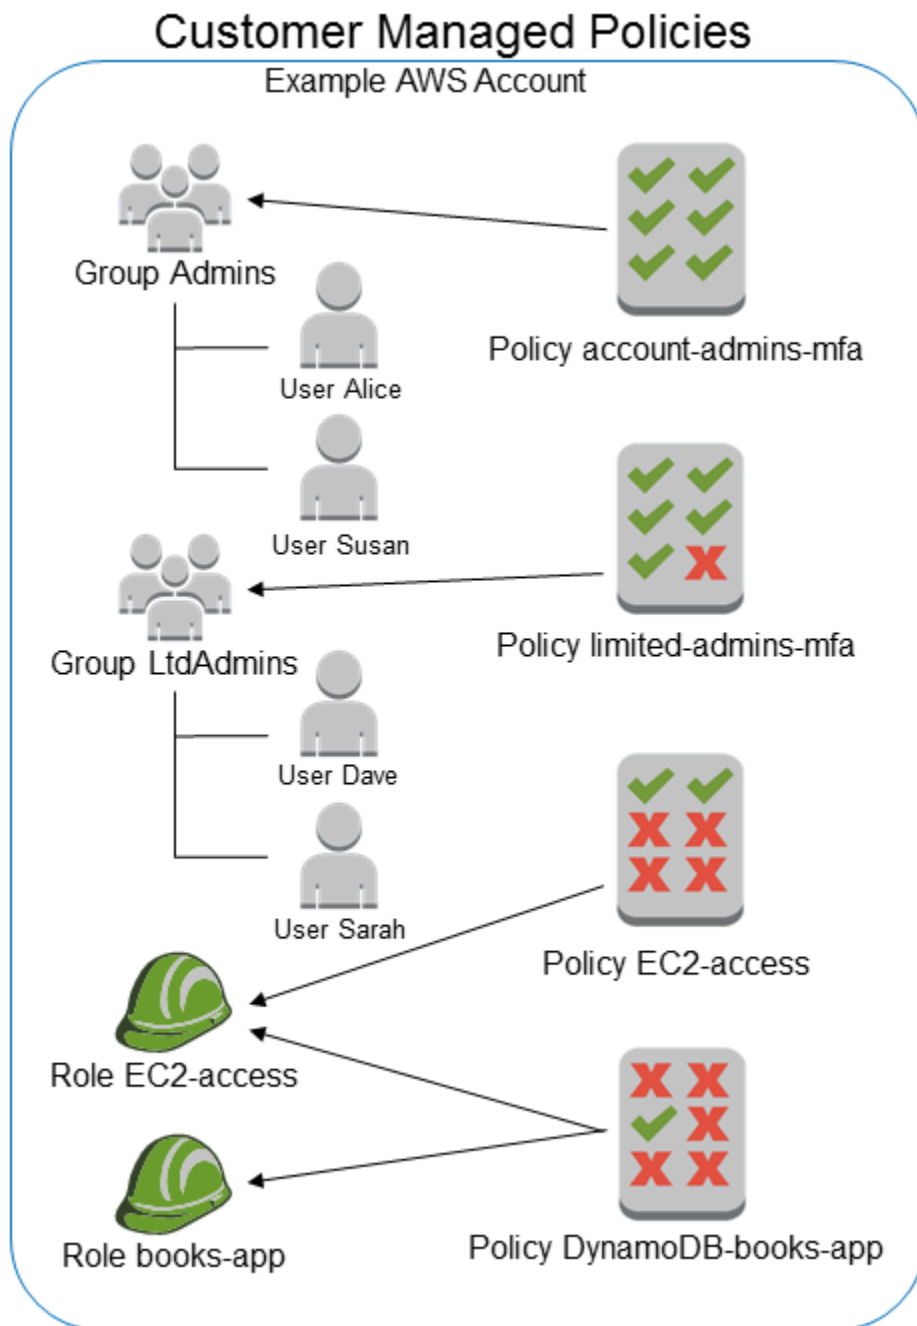 Customer Managed Policies
Example AWS Account
Group Admins
User Alice
Policy account-admins-mfa
User Susan
Group LtdAdmins
Policy limited-admins-mfa
User Dave
User Sarah
Policy EC2-access
Role EC2-access
Role books-app
Policy DynamoDB-books-app